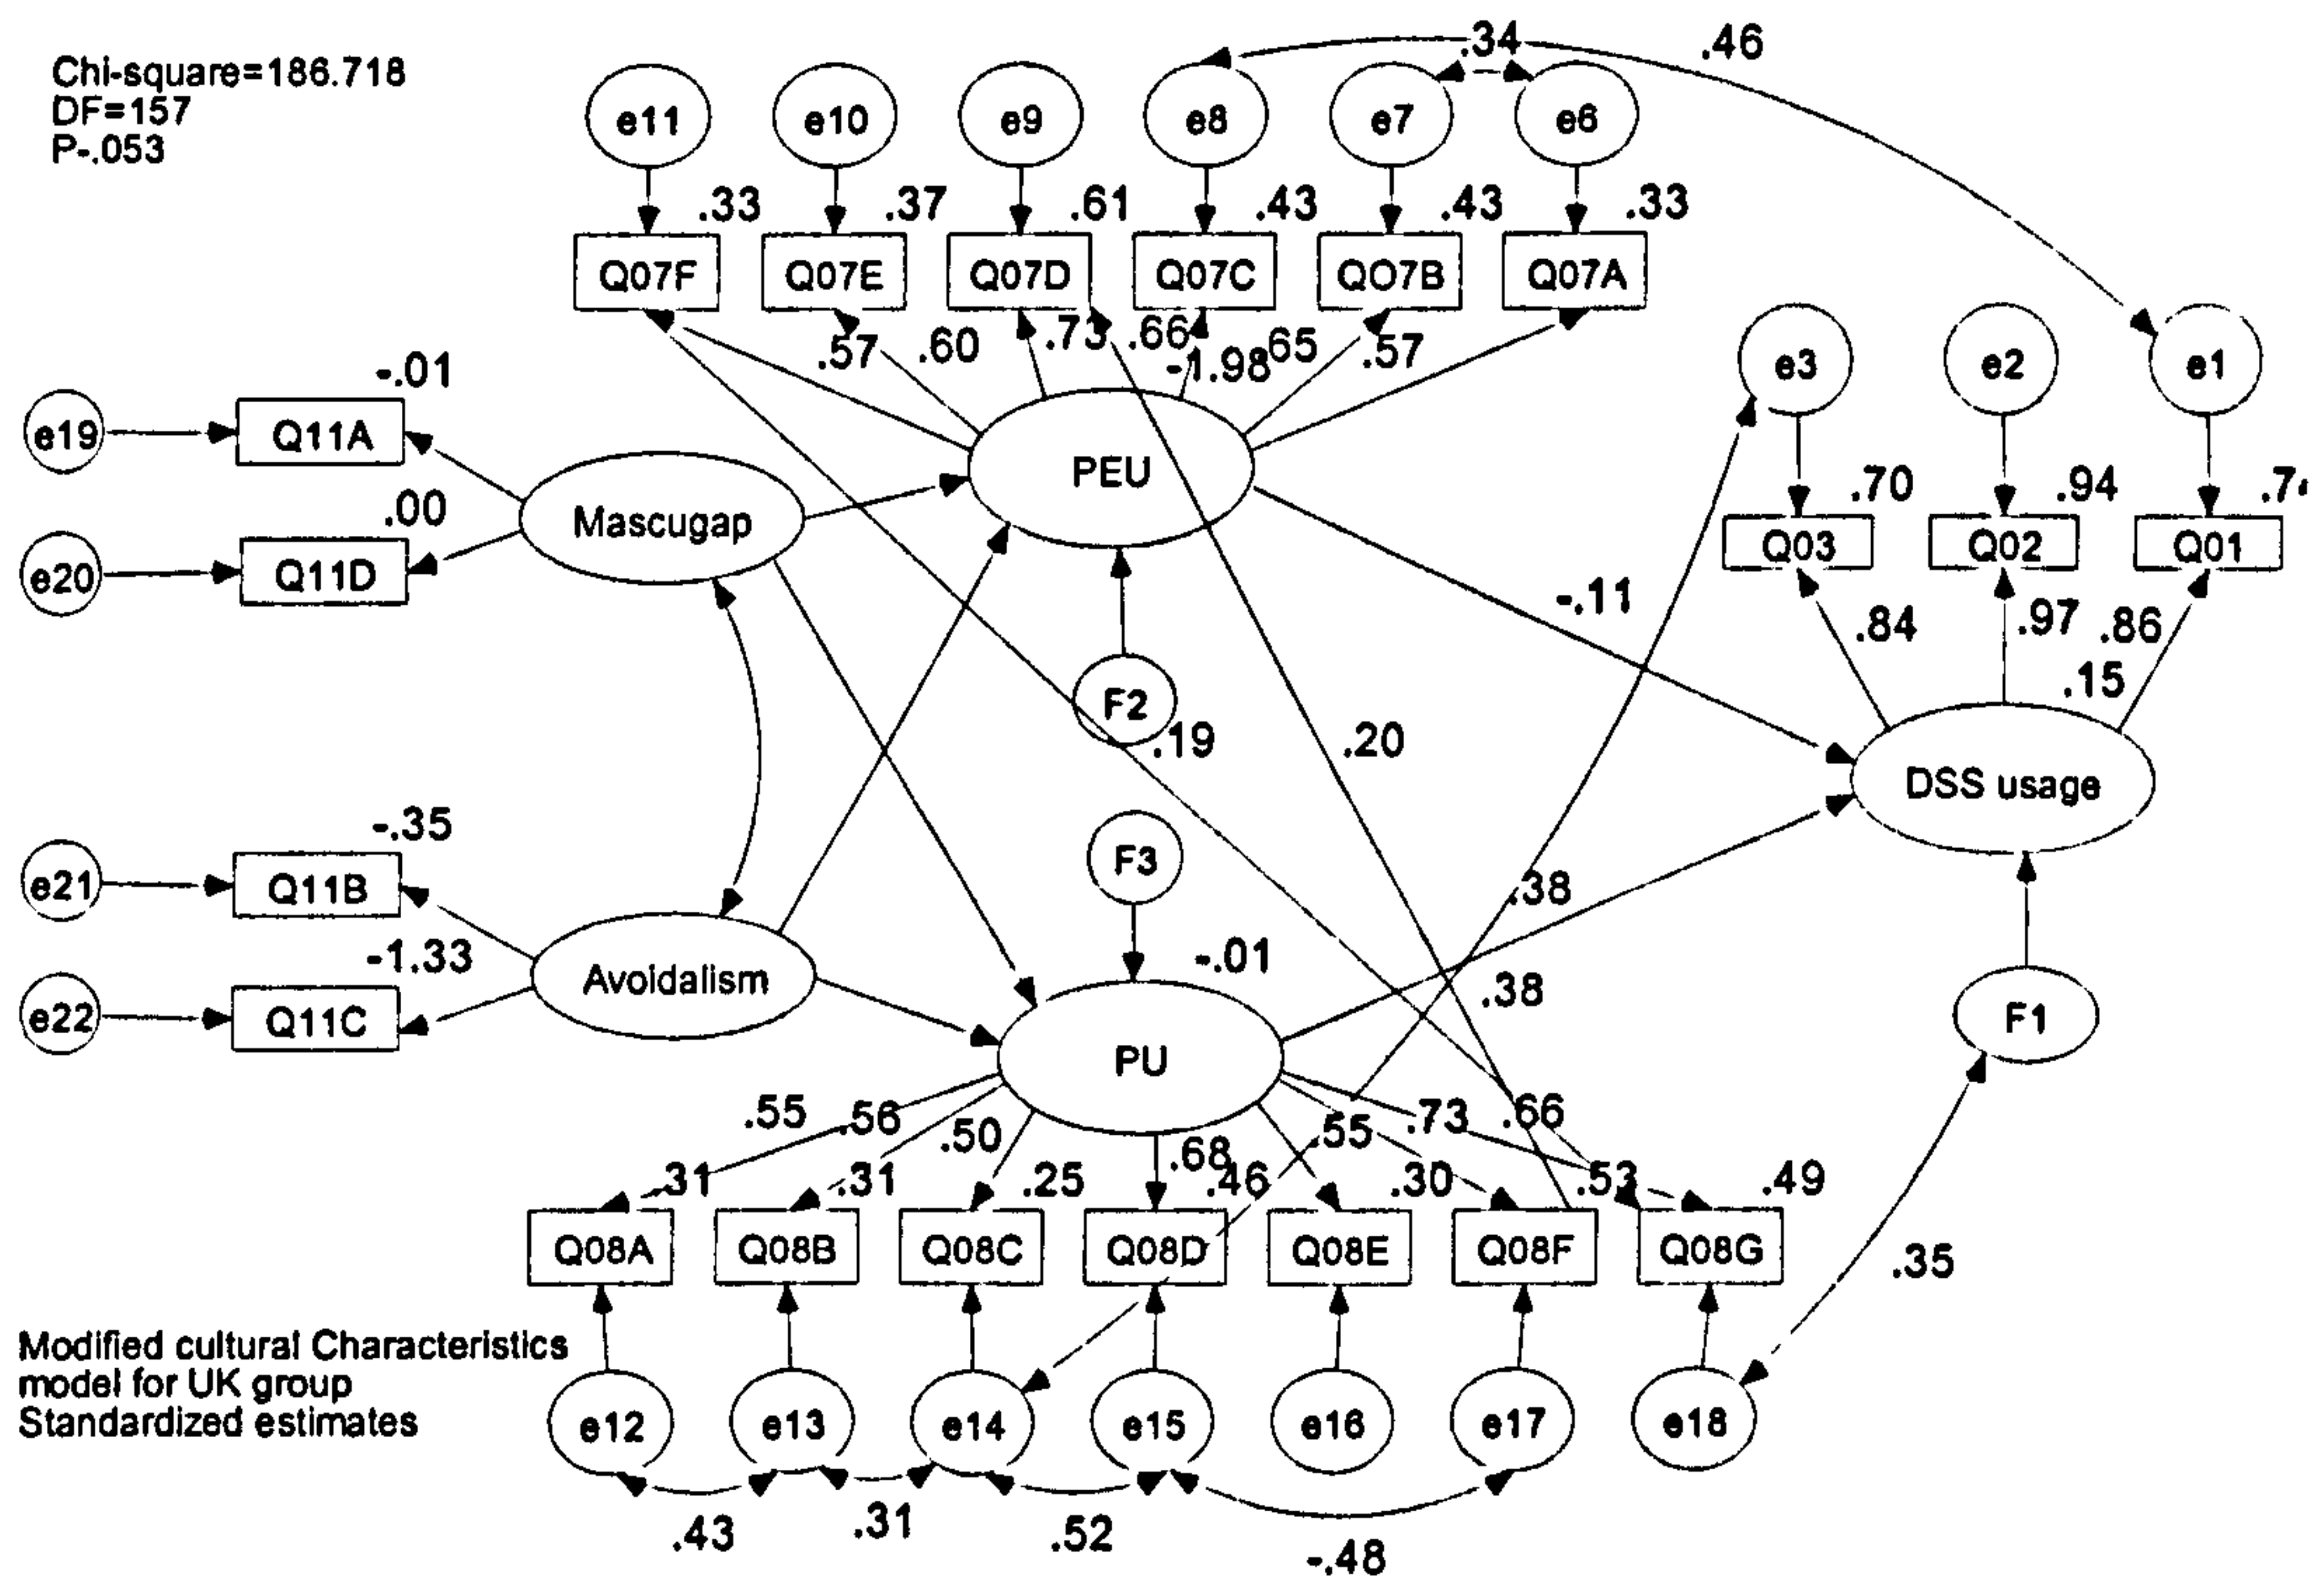 Chi-square=186.718
DF=157
P-.053
.34
.46
e11
e10
e9
e8
e7
e6
.33
.37
.61
.43
.43
.33
Q07F
Q07E
Q07D
Q07C
QO7B
Q07A
.57
.60
.73
.66
-1.98
.65
.57
e3
e2
e1
-.01
e19
Q11A
PEU
.70
.94
Mascugap
.00
Q03
Q02
Q01
e20
Q11D
-.11
.84
.97
.86
.15
F2
.19
.20
DSS usage
-.35
F3
e21
Q11B
.38
-1.33
-.01
Avoidalism
.38
e22
Q11C
F1
PU
.55
.56
.50
.68
.55
.73
.66
.31
.31
.25
.46
.30
.53
.49
Q08A
Q08B
Q08C
Q08D
Q08E
Q08F
Q08G
.35
Modified cultural Characteristics
model for UK group
Standardized estimates
e12
e13
e14
e15
e16
e17
e18
.43
.31
.52
-.48